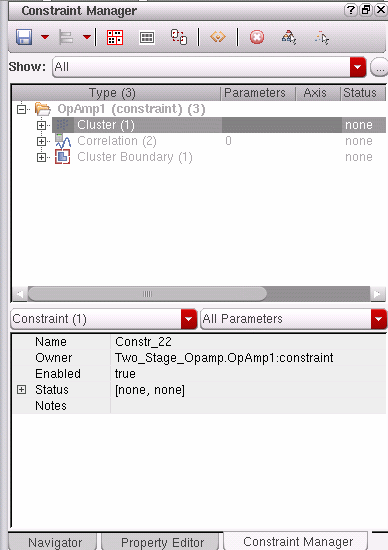 Constraint Manager
Show: All
...
Type (3) Parameters Axis Status
OpAmp1 (constraint) (3)
Cluster (1) none
Correlation (2) 0 none
Cluster Boundary (1) none
Constraint (1) All Parameters
Name Constr_22
Owner Two_Stage_Opamp.OpAmp1:constraint
Enabled true
Status [none, none]
Notes
Navigator Property Editor Constraint Manager